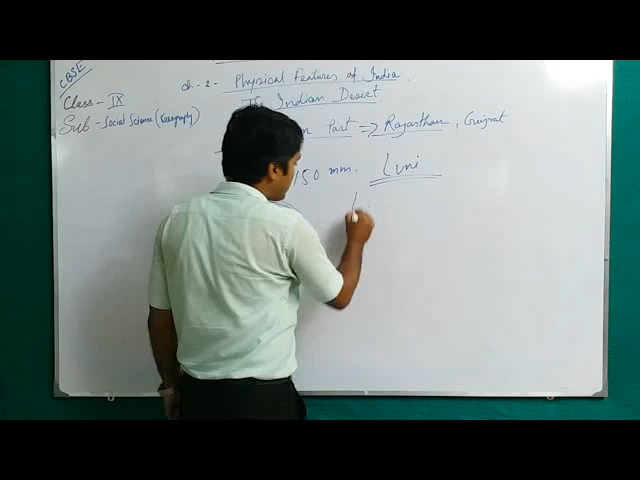 CBSE
Ch - 2 - Physical Features of India.
Class - IX
The Indian Desert.
Sub - Social Science (Geography)
Part => Rajasthan, Gujrat
150 mm. Luni